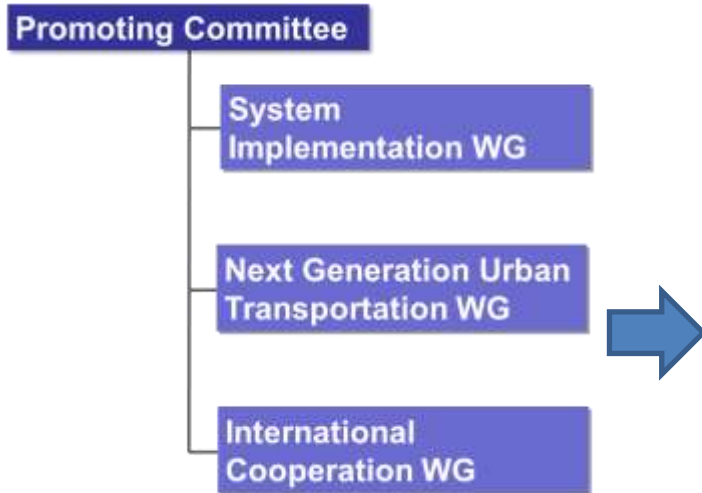 Promoting Committee
System
Implementation WG
Next Generation Urban
Transportation WG
International
Cooperation WG